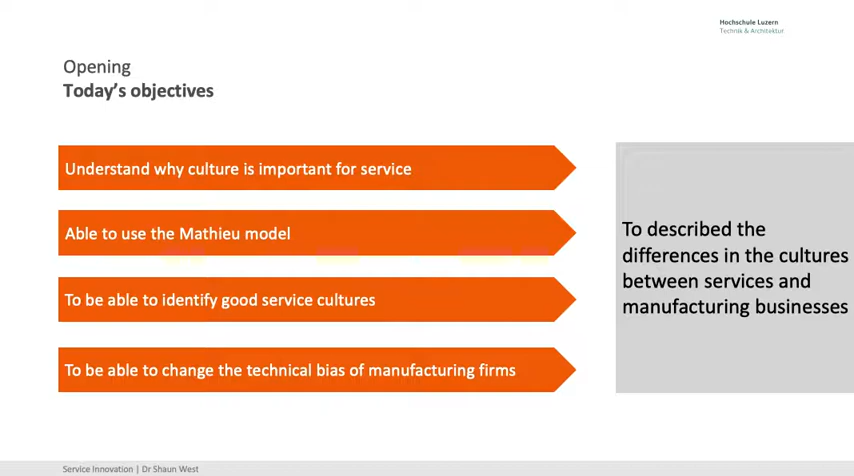 Hochschule Luzern
Technik & Architektur
Opening
Today's objectives
Understand why culture is important for service
Able to use the Mathieu model
To be able to identify good service cultures
To be able to change the technical bias of manufacturing firms
To described the
differences in the cultures
between services and
manufacturing businesses
Service Innovation | Dr Shaun West